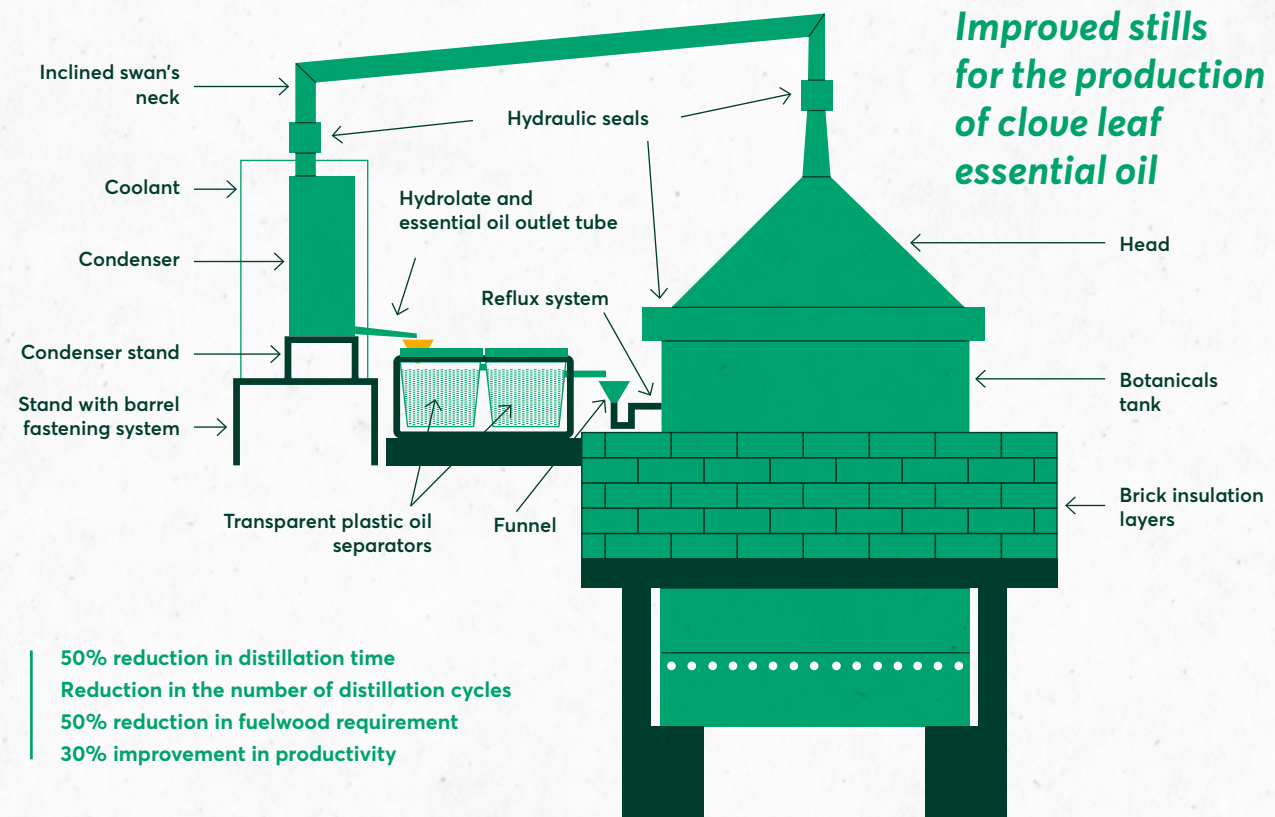 Improved stills
for the production
of clove leaf
essential oil
Inclined swan's
neck
Hydraulic seals
Coolant
Hydrolate and
essential oil outlet tube
Head
Condenser
Reflux system
Condenser stand
Botanicals
tank
Stand with barrel
fastening system
Brick insulation
layers
Transparent plastic oil
separators
Funnel
50% reduction in distillation time
Reduction in the number of distillation cycles
50% reduction in fuelwood requirement
30% improvement in productivity